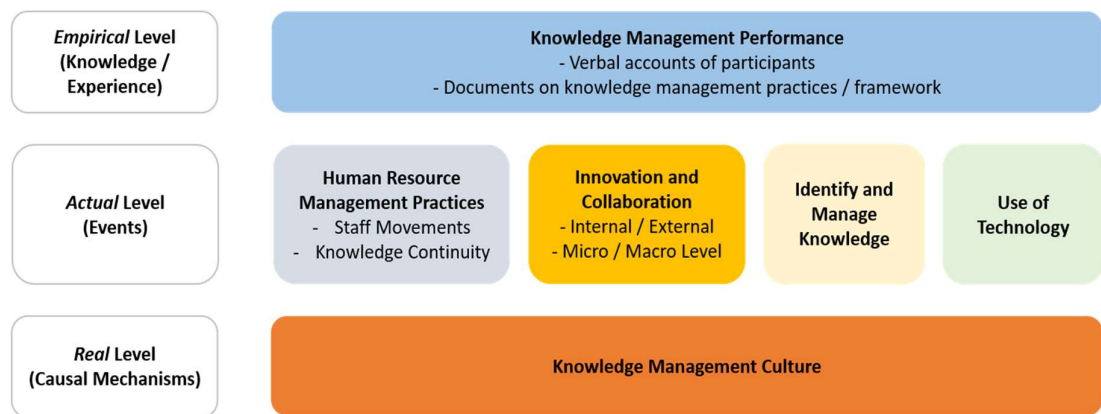 Empirical Level
(Knowledge /
Experience)
Knowledge Management Performance
- Verbal accounts of participants
- Documents on knowledge management practices / framework
Actual Level
(Events)
Human Resource
Management Practices
- Staff Movements
- Knowledge Continuity
Innovation and
Collaboration
- Internal / External
- Micro / Macro Level
Identify and
Manage
Knowledge
Use of
Technology
Real Level
(Causal Mechanisms)
Knowledge Management Culture